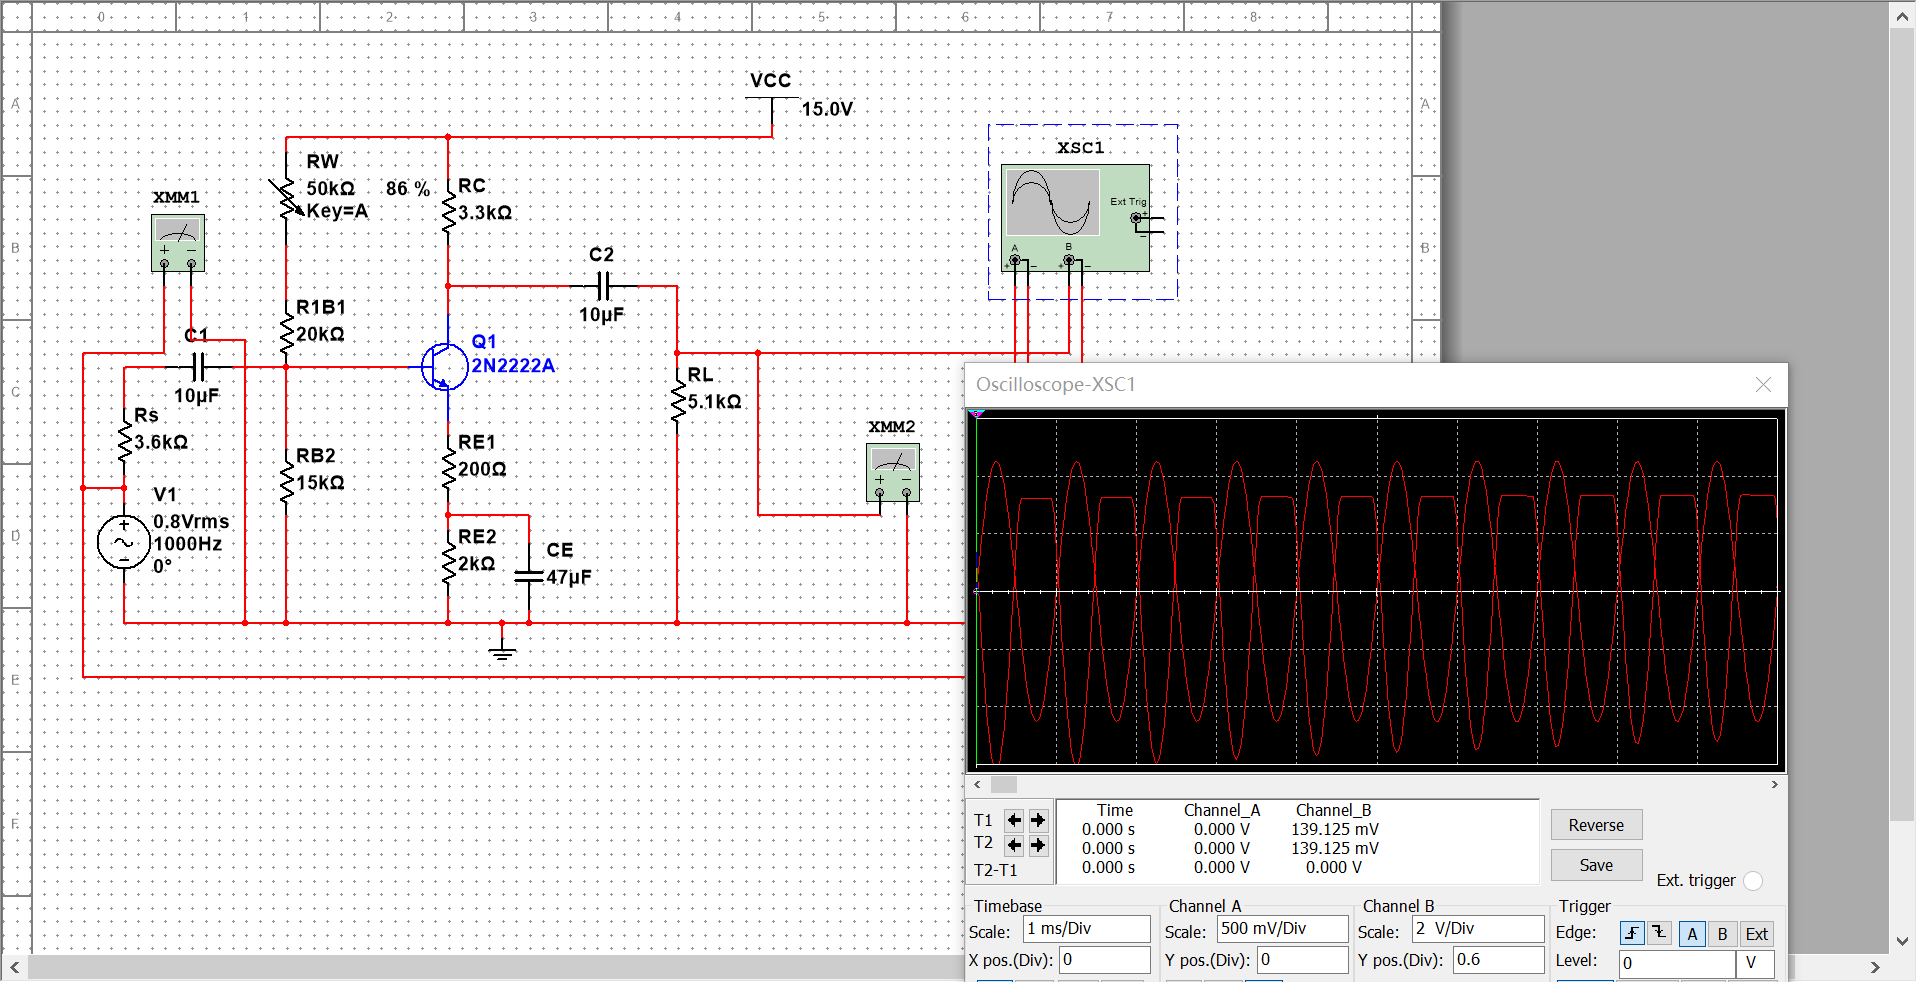 0 1 2 3 4 5 6 7 8
A
B
C
D
E
F
A
B
VCC
15.0V
RW
50kΩ
Key=A
86 %
RC
3.3kΩ
XMM1
+ −
C1
10µF
R1B1
20kΩ
C2
10µF
Q1
2N2222A
XSC1
Ext Trig
+
−
A
B
+ − + −
Rs
3.6kΩ
RL
5.1kΩ
XMM2
+ −
RE1
200Ω
RB2
15kΩ
V1
0.8Vrms
1000Hz
0°
RE2
2kΩ
CE
47µF
Oscilloscope-XSC1
Time Channel_A Channel_B
T1 0.000 s 0.000 V 139.125 mV
T2 0.000 s 0.000 V 139.125 mV
T2-T1 0.000 s 0.000 V 0.000 V
Reverse
Save
Ext. trigger
Timebase
Scale: 1 ms/Div
X pos.(Div): 0
Channel A
Scale: 500 mV/Div
Y pos.(Div): 0
Channel B
Scale: 2 V/Div
Y pos.(Div): 0.6
Trigger
Edge: A B Ext
Level: 0 V